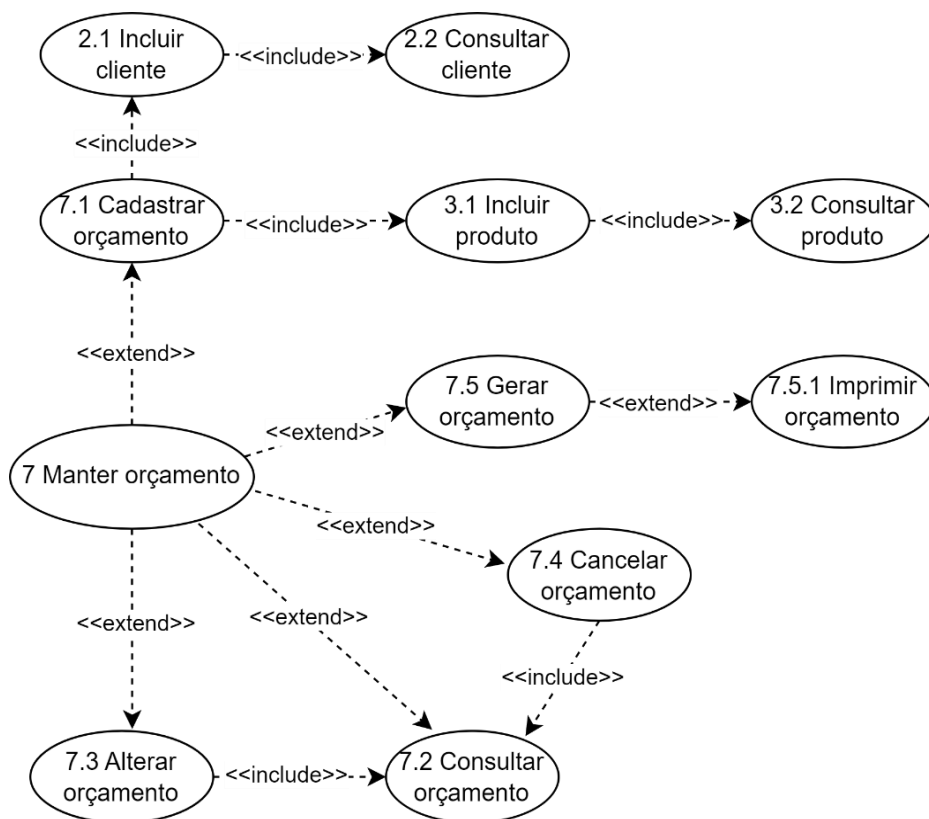 2.1 Incluir
cliente
<<include>>
2.2 Consultar
cliente
<<include>>
7.1 Cadastrar
orçamento
<<include>>
3.1 Incluir
produto
<<include>>
3.2 Consultar
produto
<<extend>>
7.5 Gerar
orçamento
<<extend>>
7.5.1 Imprimir
orçamento
<<extend>>
7 Manter orçamento
<<extend>>
7.4 Cancelar
orçamento
<<extend>>
<<extend>>
<<include>>
7.3 Alterar
orçamento
<<include>>
7.2 Consultar
orçamento